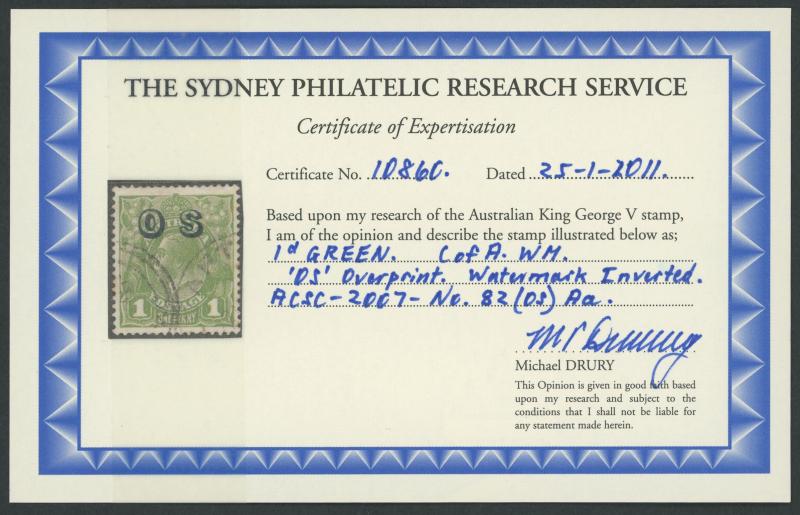 THE SYDNEY PHILATELIC RESEARCH SERVICE
Certificate of Expertisation
Certificate No. 10860. Dated 25-1-2011.
Based upon my research of the Australian King George V stamp,
I am of the opinion and describe the stamp illustrated below as;
1d GREEN. C of A. WM.
'OS' Overprint. Watermark Inverted.
ACSC-2007-No. 82 (OS) Aa.
Michael DRURY
This Opinion is given in good faith based
upon my research and subject to the
conditions that I shall not be liable for
any statement made herein.
O S
POSTAGE
1 1
ONE PENNY